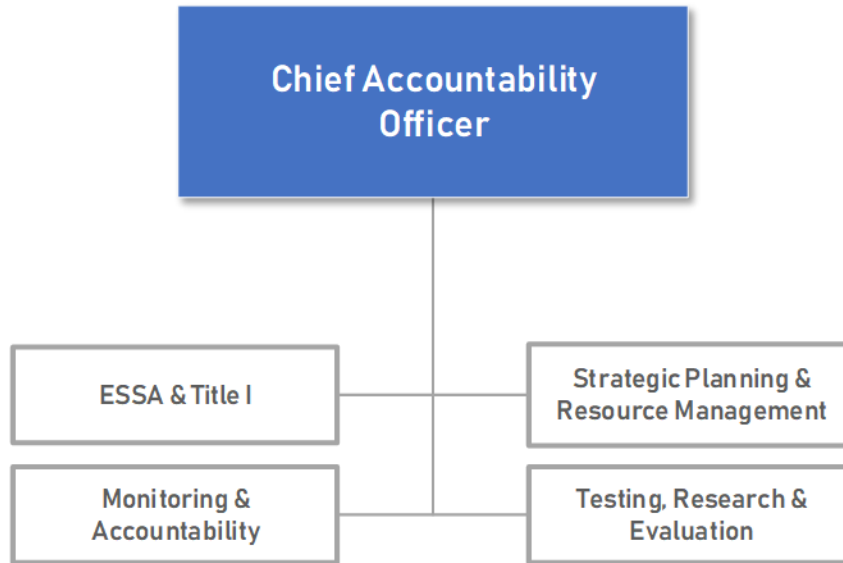 Chief Accountability
Officer
ESSA & Title I
Strategic Planning &
Resource Management
Monitoring &
Accountability
Testing, Research &
Evaluation